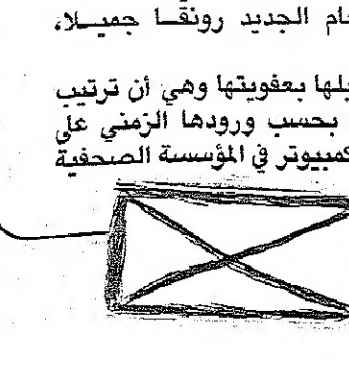 ـام الجديد رونقـا جميـلا،
ـبلها بعفويتها وهي أن ترتيب
بحسب ورودها الزمني على
كمبيوتر في المؤسسة الصحفية